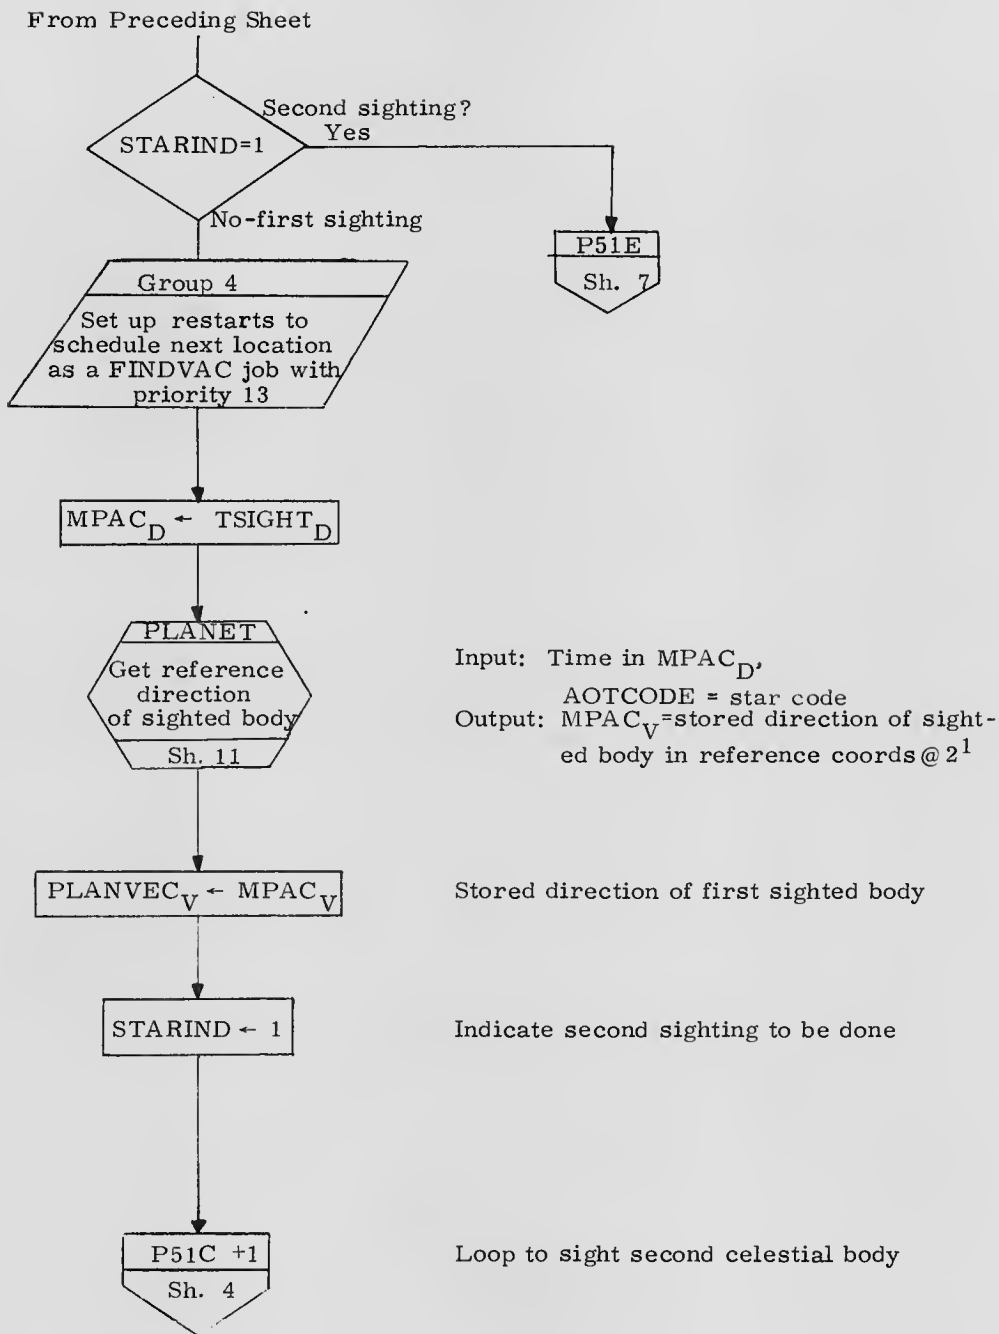 From Preceding Sheet
Second sighting?
Yes
STARIND=1
No-first sighting
P51E
Sh. 7
Group 4
Set up restarts to
schedule next location
as a FINDVAC job with
priority 13
MPAC_D ← TSIGHT_D
PLANET
Get reference
direction
of sighted body
Sh. 11
Input: Time in MPAC_D,
AOTCODE = star code
Output: MPAC_V=stored direction of sight-
ed body in reference coords @ 2^1
PLANVEC_V ← MPAC_V
Stored direction of first sighted body
STARIND ← 1
Indicate second sighting to be done
P51C +1
Sh. 4
Loop to sight second celestial body